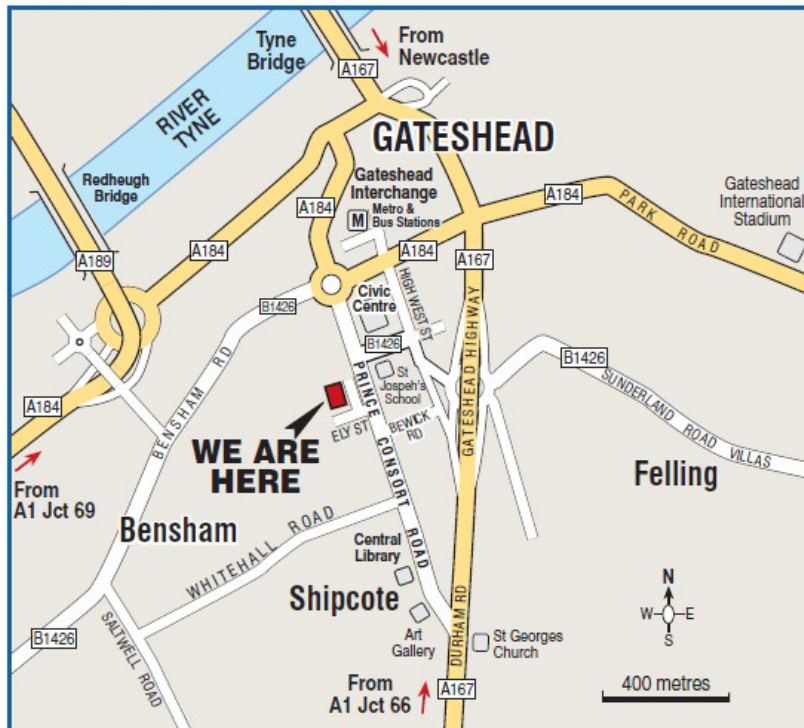 Tyne
Bridge
A167
From
Newcastle
RIVER
TYNE
GATESHEAD
Redheugh
Bridge
Gateshead
Interchange
M
Metro &
Bus Stations
A184
A184
PARK ROAD
Gateshead
International
Stadium
A189
A184
A184
A167
B1426
Civic
Centre
HIGH WEST ST
B1426
GATESHEAD HIGHWAY
B1426
SUNDERLAND ROAD VILLAS
BENSHAM RD
St
Jospeh's
School
PRINCE CONSORT ROAD
A184
ELY ST
BEWICK
RD
WE ARE
HERE
From
A1 Jct 69
Felling
Bensham
WHITEHALL ROAD
Central
Library
Shipcote
N
W
E
S
B1426
SALTWELL ROAD
Art
Gallery
DURHAM RD
St Georges
Church
From
A1 Jct 66
A167
400 metres